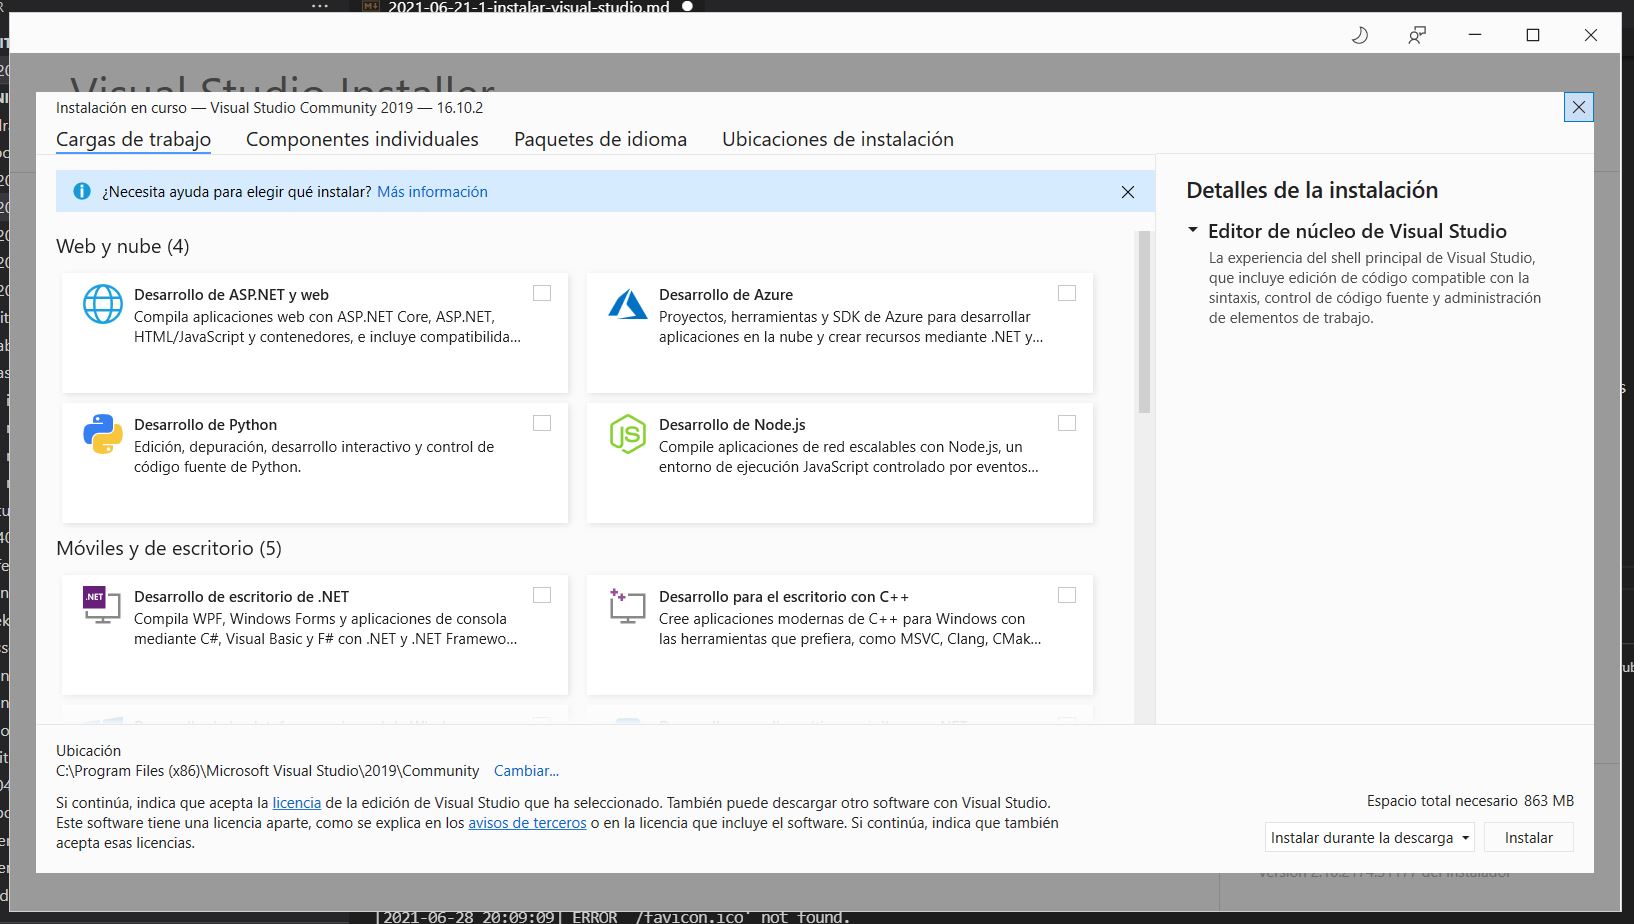 2021-06-21-1-instalar-visual-studio.md
Visual Studio Installer
Instalación en curso — Visual Studio Community 2019 — 16.10.2
Cargas de trabajo
Componentes individuales
Paquetes de idioma
Ubicaciones de instalación
¿Necesita ayuda para elegir qué instalar? Más información
Web y nube (4)
Desarrollo de ASP.NET y web
Compila aplicaciones web con ASP.NET Core, ASP.NET,
HTML/JavaScript y contenedores, e incluye compatibilida...
Desarrollo de Azure
Proyectos, herramientas y SDK de Azure para desarrollar
aplicaciones en la nube y crear recursos mediante .NET y...
Desarrollo de Python
Edición, depuración, desarrollo interactivo y control de
código fuente de Python.
JS
Desarrollo de Node.js
Compile aplicaciones de red escalables con Node.js, un
entorno de ejecución JavaScript controlado por eventos...
Móviles y de escritorio (5)
.NET
Desarrollo de escritorio de .NET
Compila WPF, Windows Forms y aplicaciones de consola
mediante C#, Visual Basic y F# con .NET y .NET Framewo...
Desarrollo para el escritorio con C++
Cree aplicaciones modernas de C++ para Windows con
las herramientas que prefiera, como MSVC, Clang, CMak...
Detalles de la instalación
Editor de núcleo de Visual Studio
La experiencia del shell principal de Visual Studio,
que incluye edición de código compatible con la
sintaxis, control de código fuente y administración
de elementos de trabajo.
Ubicación
C:\Program Files (x86)\Microsoft Visual Studio\2019\Community Cambiar...
Si continúa, indica que acepta la licencia de la edición de Visual Studio que ha seleccionado. También puede descargar otro software con Visual Studio.
Este software tiene una licencia aparte, como se explica en los avisos de terceros o en la licencia que incluye el software. Si continúa, indica que también
acepta esas licencias.
Espacio total necesario 863 MB
Instalar durante la descarga
Instalar
[2021-06-28 20:09:09] ERROR `/favicon.ico' not found.